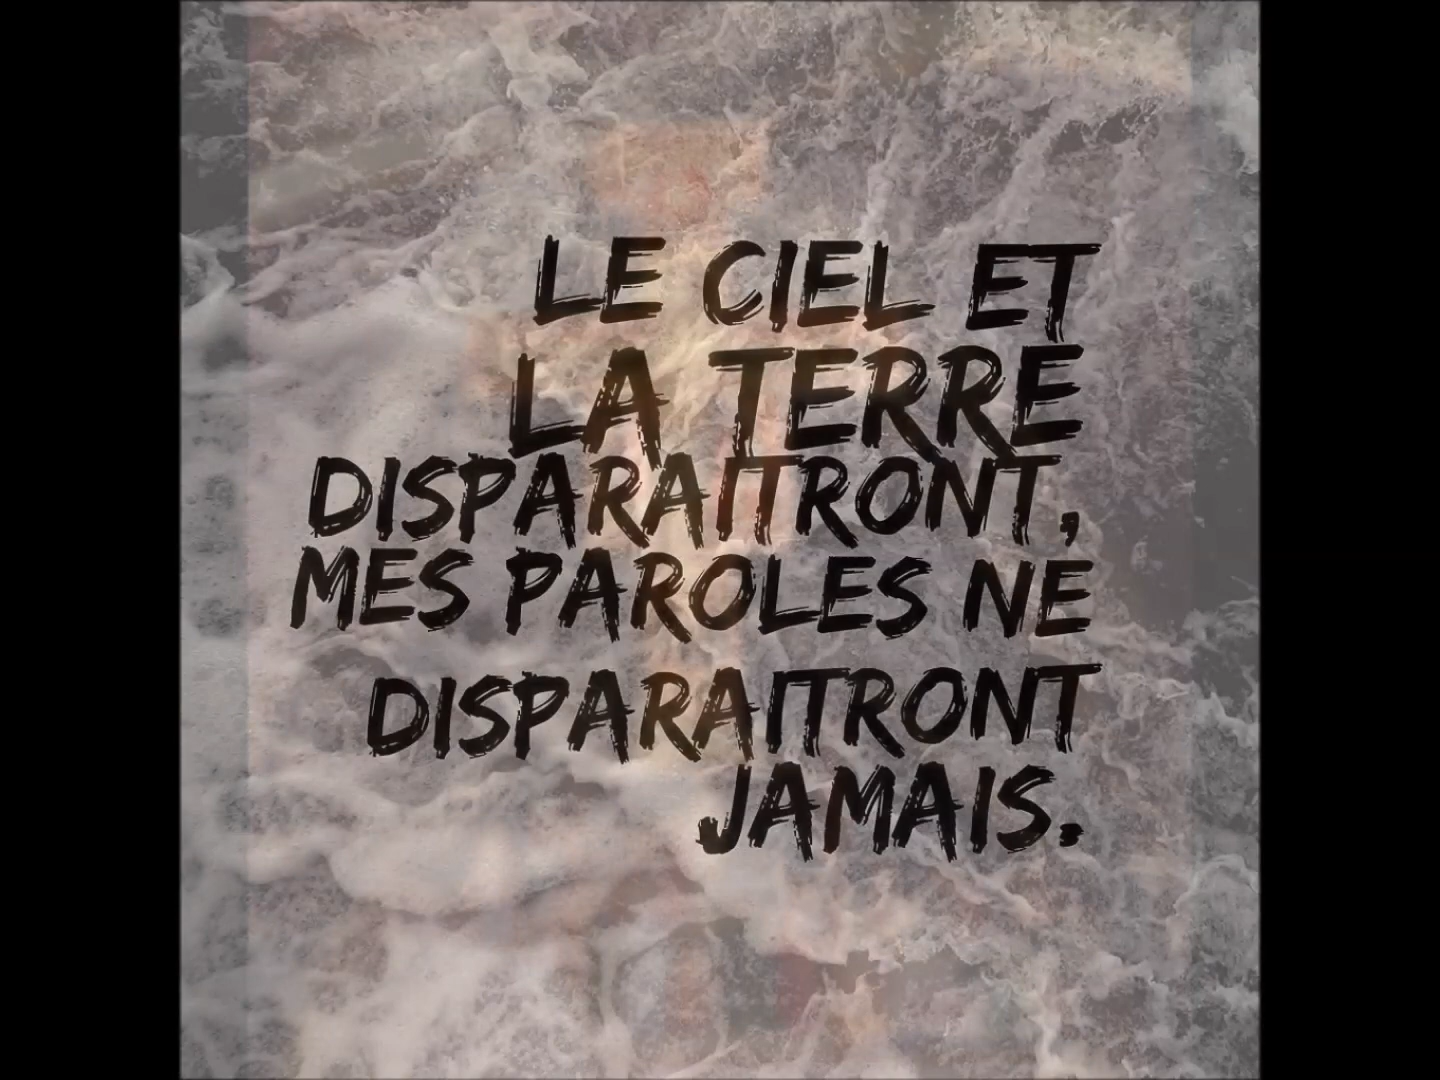 LE CIEL ET
LA TERRE
DISPARAITRONT,
MES PAROLES NE
DISPARAITRONT
JAMAIS.